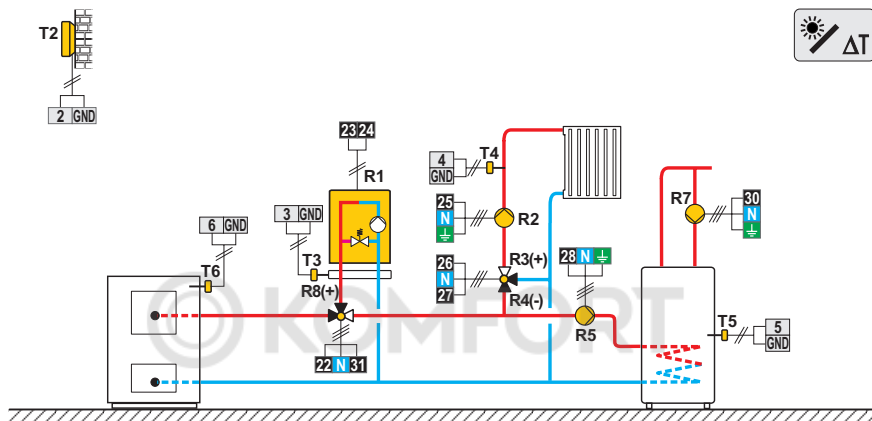 T2
2 GND
ΔT
23 24
R1
6 GND
T6
3 GND
T3
R8(+)
22 N 31
4
GND
T4
25
N
R2
26
N
27
R3(+)
R4(-)
28 N
R5
R7
30
N
T5
5
GND
KOMFORT